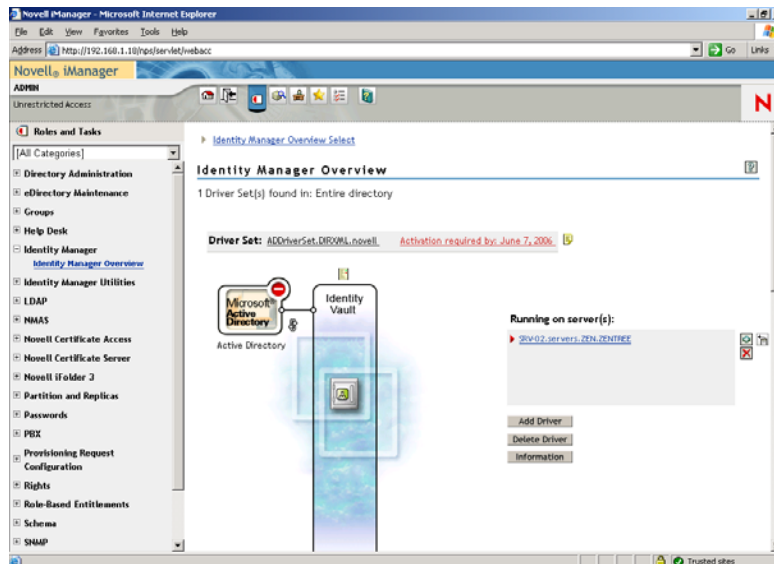 Novell iManager - Microsoft Internet Explorer
File Edit View Favorites Tools Help
Address http://192.168.1.10/nps/servlet/webacc Go Links
Novell® iManager
ADMIN
Unrestricted Access
N
Roles and Tasks
[All Categories]
Directory Administration
eDirectory Maintenance
Groups
Help Desk
Identity Manager
Identity Manager Overview
Identity Manager Utilities
LDAP
NMAS
Novell Certificate Access
Novell Certificate Server
Novell iFolder 3
Partition and Replicas
Passwords
PBX
Provisioning Request
Configuration
Rights
Role-Based Entitlements
Schema
SNMP
Identity Manager Overview Select
Identity Manager Overview
1 Driver Set(s) found in: Entire directory
Driver Set: ADDriverSet.DIRXML.novell Activation required by: June 7, 2006
Microsoft
Active
Directory
Active Directory
Identity
Vault
Running on server(s):
SRV-02.servers.ZEN.ZENTREE
Add Driver
Delete Driver
Information
Trusted sites